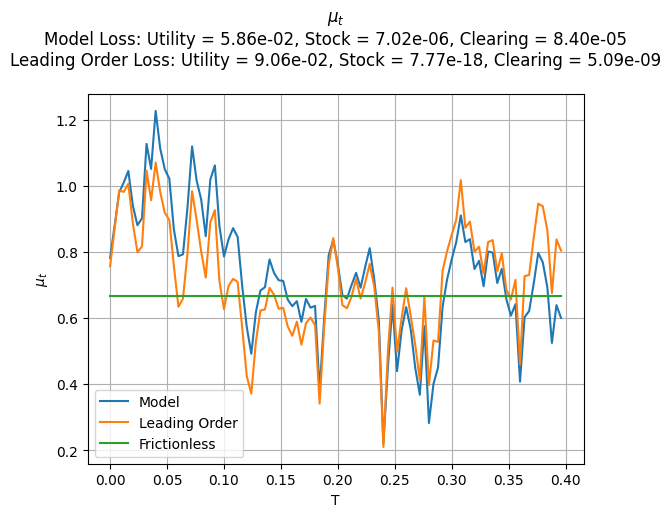 μₜ
Model Loss: Utility = 5.86e-02, Stock = 7.02e-06, Clearing = 8.40e-05
Leading Order Loss: Utility = 9.06e-02, Stock = 7.77e-18, Clearing = 5.09e-09
1.2
1.0
0.8
0.6
0.4
0.2
μₜ
Model
Leading Order
Frictionless
0.00 0.05 0.10 0.15 0.20 0.25 0.30 0.35 0.40
T